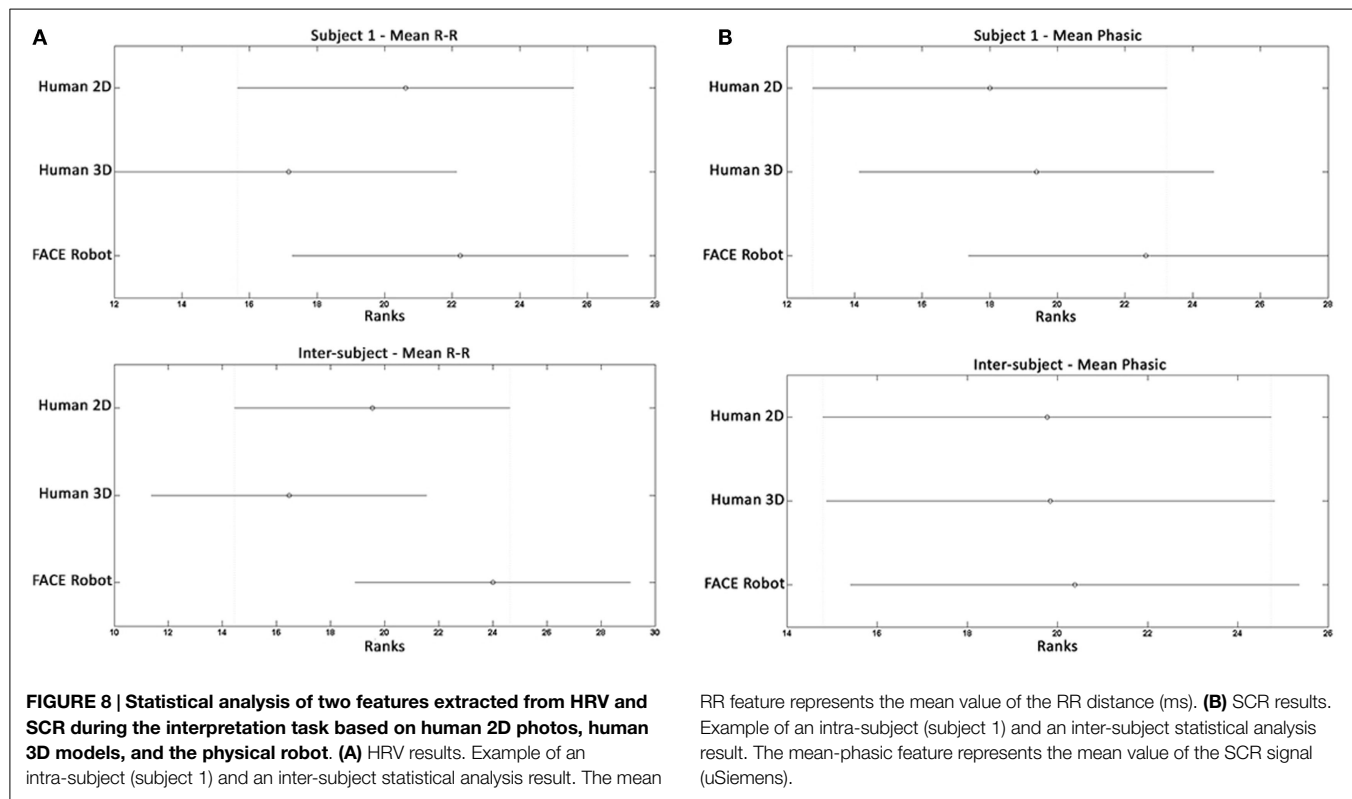 A
Subject 1 - Mean R-R
Human 2D
Human 3D
FACE Robot
12 14 16 18 20 22 24 26 28
Ranks
Inter-subject - Mean R-R
Human 2D
Human 3D
FACE Robot
10 12 14 16 18 20 22 24 26 28 30
Ranks
B
Subject 1 - Mean Phasic
Human 2D
Human 3D
FACE Robot
12 14 16 18 20 22 24 26 28
Ranks
Inter-subject - Mean Phasic
Human 2D
Human 3D
FACE Robot
14 16 18 20 22 24 26
Ranks
FIGURE 8 | Statistical analysis of two features extracted from HRV and
SCR during the interpretation task based on human 2D photos, human
3D models, and the physical robot. (A) HRV results. Example of an
intra-subject (subject 1) and an inter-subject statistical analysis result. The mean
RR feature represents the mean value of the RR distance (ms). (B) SCR results.
Example of an intra-subject (subject 1) and an inter-subject statistical analysis
result. The mean-phasic feature represents the mean value of the SCR signal
(uSiemens).